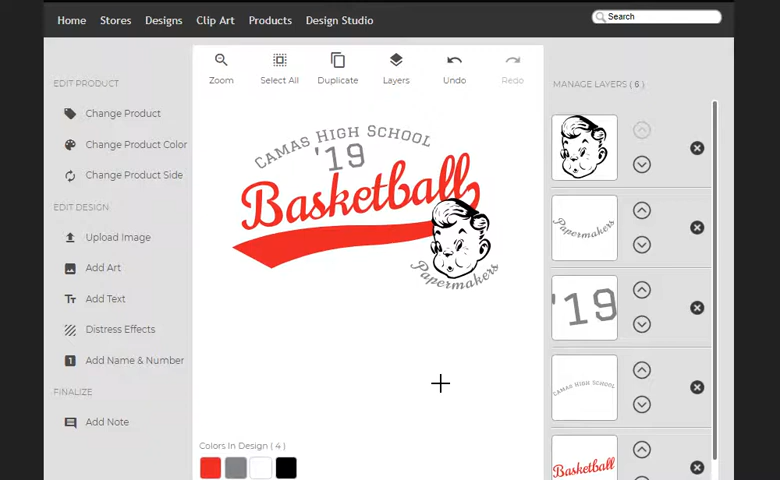 Home Stores Designs Clip Art Products Design Studio Search
EDIT PRODUCT
Change Product
Change Product Color
Change Product Side
EDIT DESIGN
Upload Image
Add Art
Add Text
Distress Effects
Add Name & Number
FINALIZE
Add Note
Zoom Select All Duplicate Layers Undo Redo
CAMAS HIGH SCHOOL
'19
Basketball
Papermakers
Colors In Design ( 4 )
MANAGE LAYERS ( 6 )
Papermakers
'19
CAMAS HIGH SCHOOL
Basketball